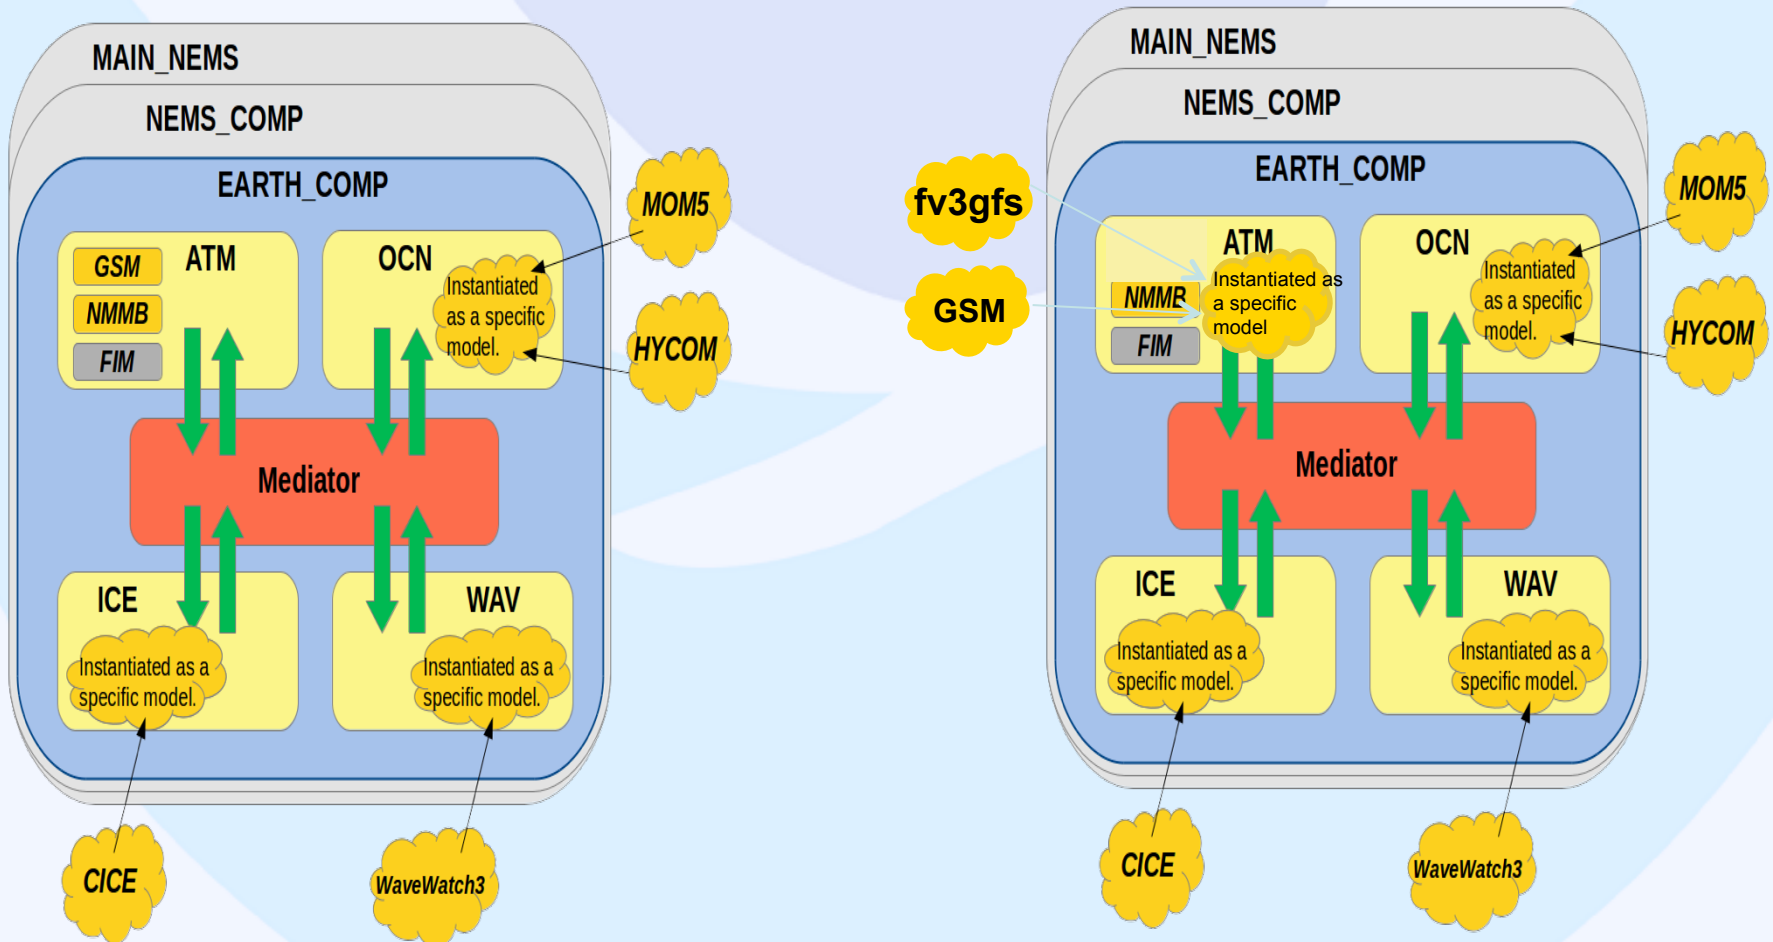 MAIN_NEMS
NEMS_COMP
EARTH_COMP
GSM
NMMB
FIM
ATM
OCN
Instantiated
as a specific
model.
MOM5
HYCOM
Mediator
ICE
Instantiated as a
specific model.
WAV
Instantiated as a
specific model.
CICE
WaveWatch3
MAIN_NEMS
NEMS_COMP
EARTH_COMP
fv3gfs
GSM
ATM
NMMB
FIM
Instantiated as
a specific
model
OCN
Instantiated
as a specific
model.
MOM5
HYCOM
Mediator
ICE
Instantiated as a
specific model.
WAV
Instantiated as a
specific model.
CICE
WaveWatch3